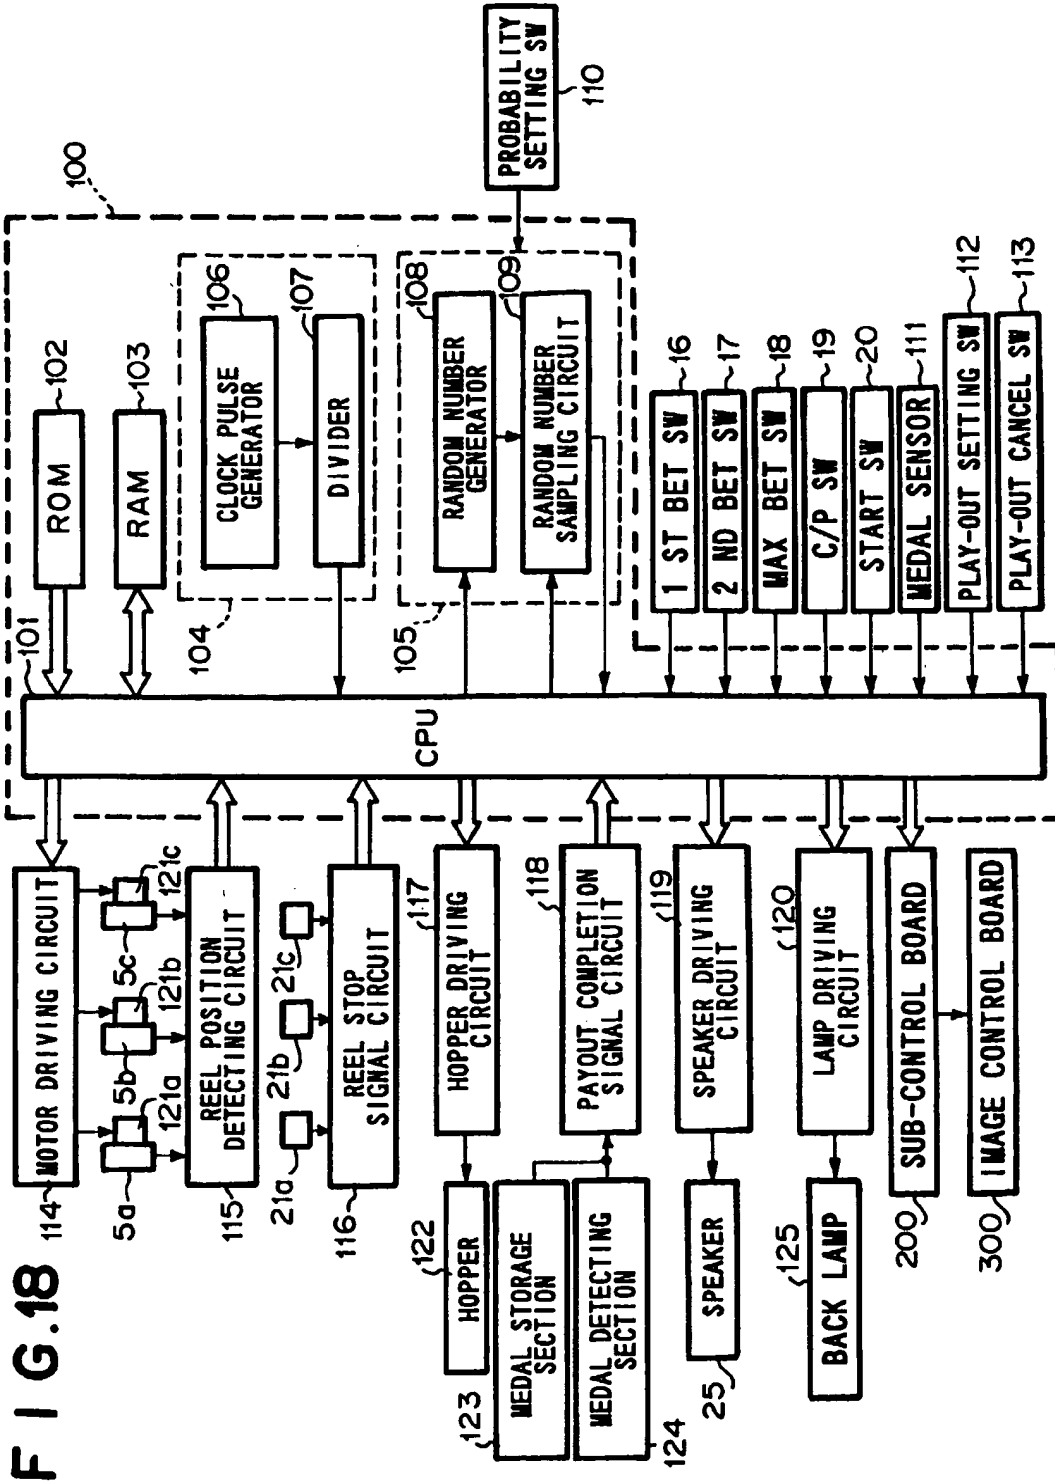 F I G.18
100
101
ROM
102
RAM
103
104
CLOCK PULSE
GENERATOR
106
DIVIDER
107
105
RANDOM NUMBER
GENERATOR
108
RANDOM NUMBER
SAMPLING CIRCUIT
109
PROBABILITY
SETTING SW
110
CPU
1 ST BET SW
16
2 ND BET SW
17
MAX BET SW
18
C/P SW
19
START SW
20
MEDAL SENSOR
111
PLAY-OUT SETTING SW
112
PLAY-OUT CANCEL SW
113
114
MOTOR DRIVING CIRCUIT
5a
121a
5b
121b
5c
121c
115
REEL POSITION
DETECTING CIRCUIT
21a
21b
21c
116
REEL STOP
SIGNAL CIRCUIT
117
HOPPER DRIVING
CIRCUIT
122
HOPPER
118
PAYOUT COMPLETION
SIGNAL CIRCUIT
123
MEDAL STORAGE
SECTION
124
MEDAL DETECTING
SECTION
119
SPEAKER DRIVING
CIRCUIT
25
SPEAKER
120
LAMP DRIVING
CIRCUIT
125
BACK LAMP
200
SUB-CONTROL BOARD
300
IMAGE CONTROL BOARD